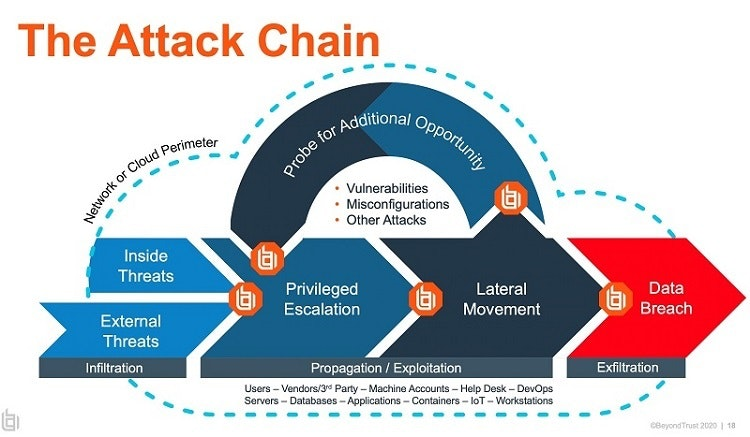 The Attack Chain
Network or Cloud Perimeter
Probe for Additional Opportunity
• Vulnerabilities
• Misconfigurations
• Other Attacks
Inside
Threats
External
Threats
Privileged
Escalation
Lateral
Movement
Data
Breach
Infiltration
Propagation / Exploitation
Exfiltration
Users – Vendors/3rd Party – Machine Accounts – Help Desk – DevOps
Servers – Databases – Applications – Containers – IoT – Workstations
©BeyondTrust 2020 | 18